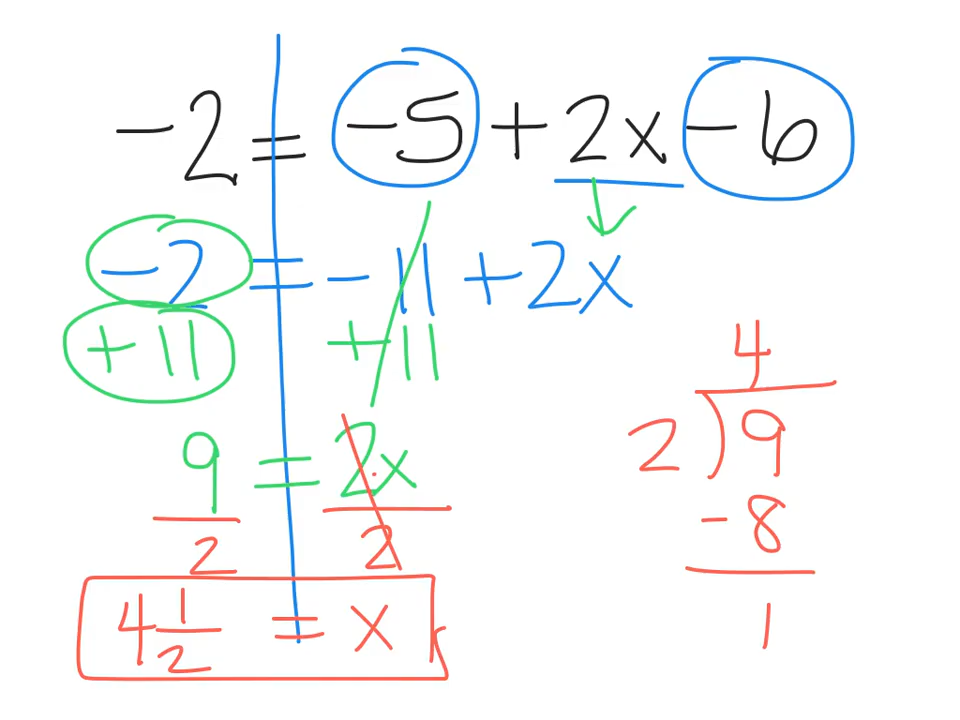 -2 = -5 + 2x - 6
-2 = -11 + 2x
+11 +11
9 = 2x
2 2
4 1/2 = x
4
2)9
-8
1